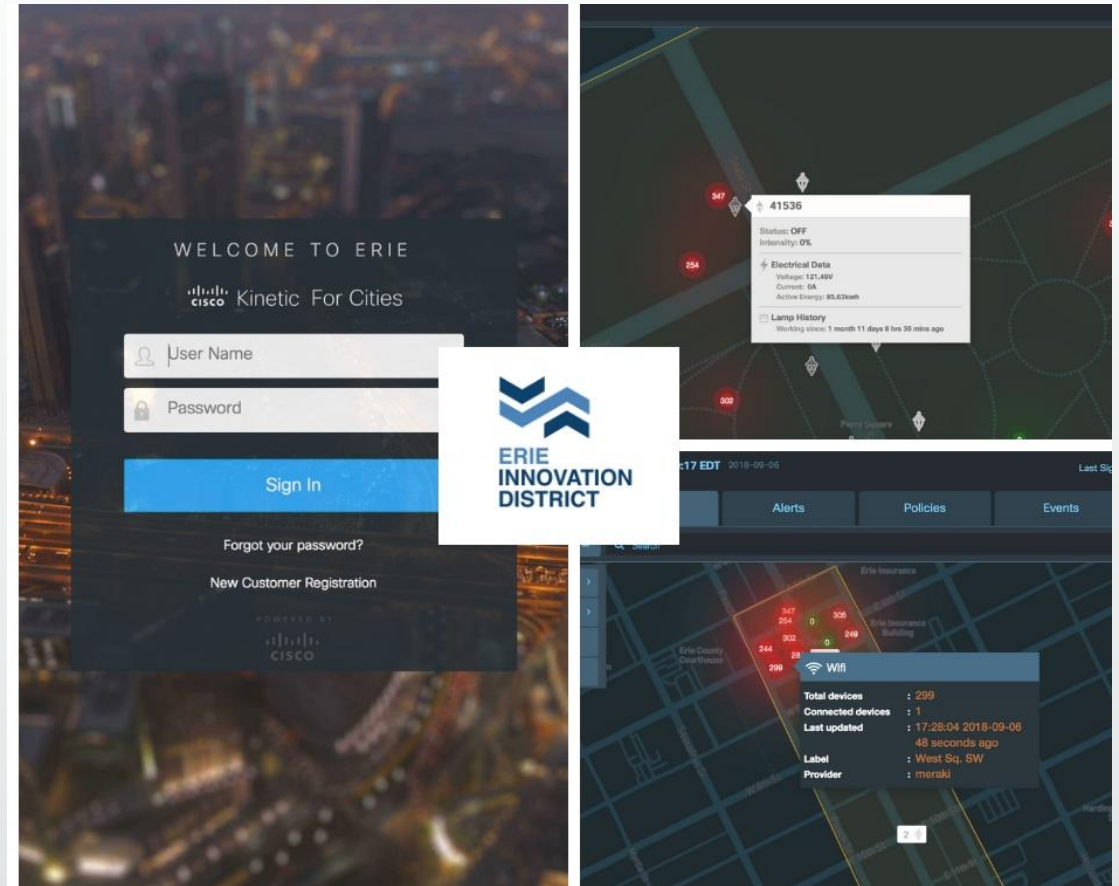 WELCOME TO ERIE
cisco Kinetic For Cities
User Name
Password
Sign In
Forgot your password?
New Customer Registration
POWERED BY
CISCO
ERIE
INNOVATION
DISTRICT
347
41536
Status: OFF
Intensity: 0%
254
Electrical Data
Voltage: 121.49V
Current: 0A
Active Energy: 95.63kwh
Lamp History
Working since: 1 month 11 days 8 hrs 36 mins ago
302
Perry Square
0
:17 EDT 2018-09-06
Last Sig
Alerts
Policies
Events
Search
Erie Insurance
347
254
0
305
302
0
249
Erie Insurance
Building
244
28
Erie County
Courthouse
299
Wifi
Total devices : 299
Connected devices : 1
Last updated : 17:28:04 2018-09-06
48 seconds ago
Label : West Sq. SW
Provider : meraki
2